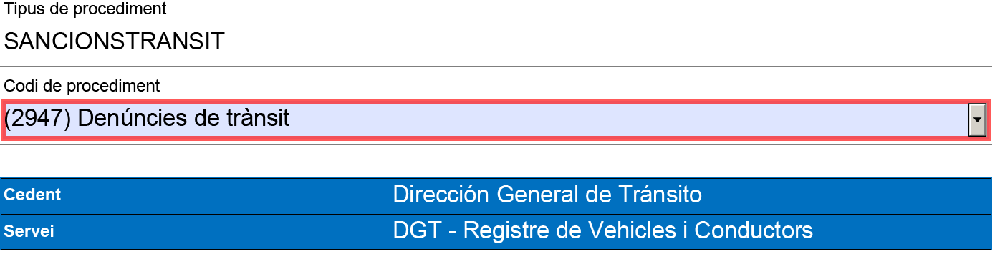 Tipus de procediment
SANCIONSTRANSIT
Codi de procediment
(2947) Denúncies de trànsit
Cedent Dirección General de Tránsito
Servei DGT - Registre de Vehicles i Conductors